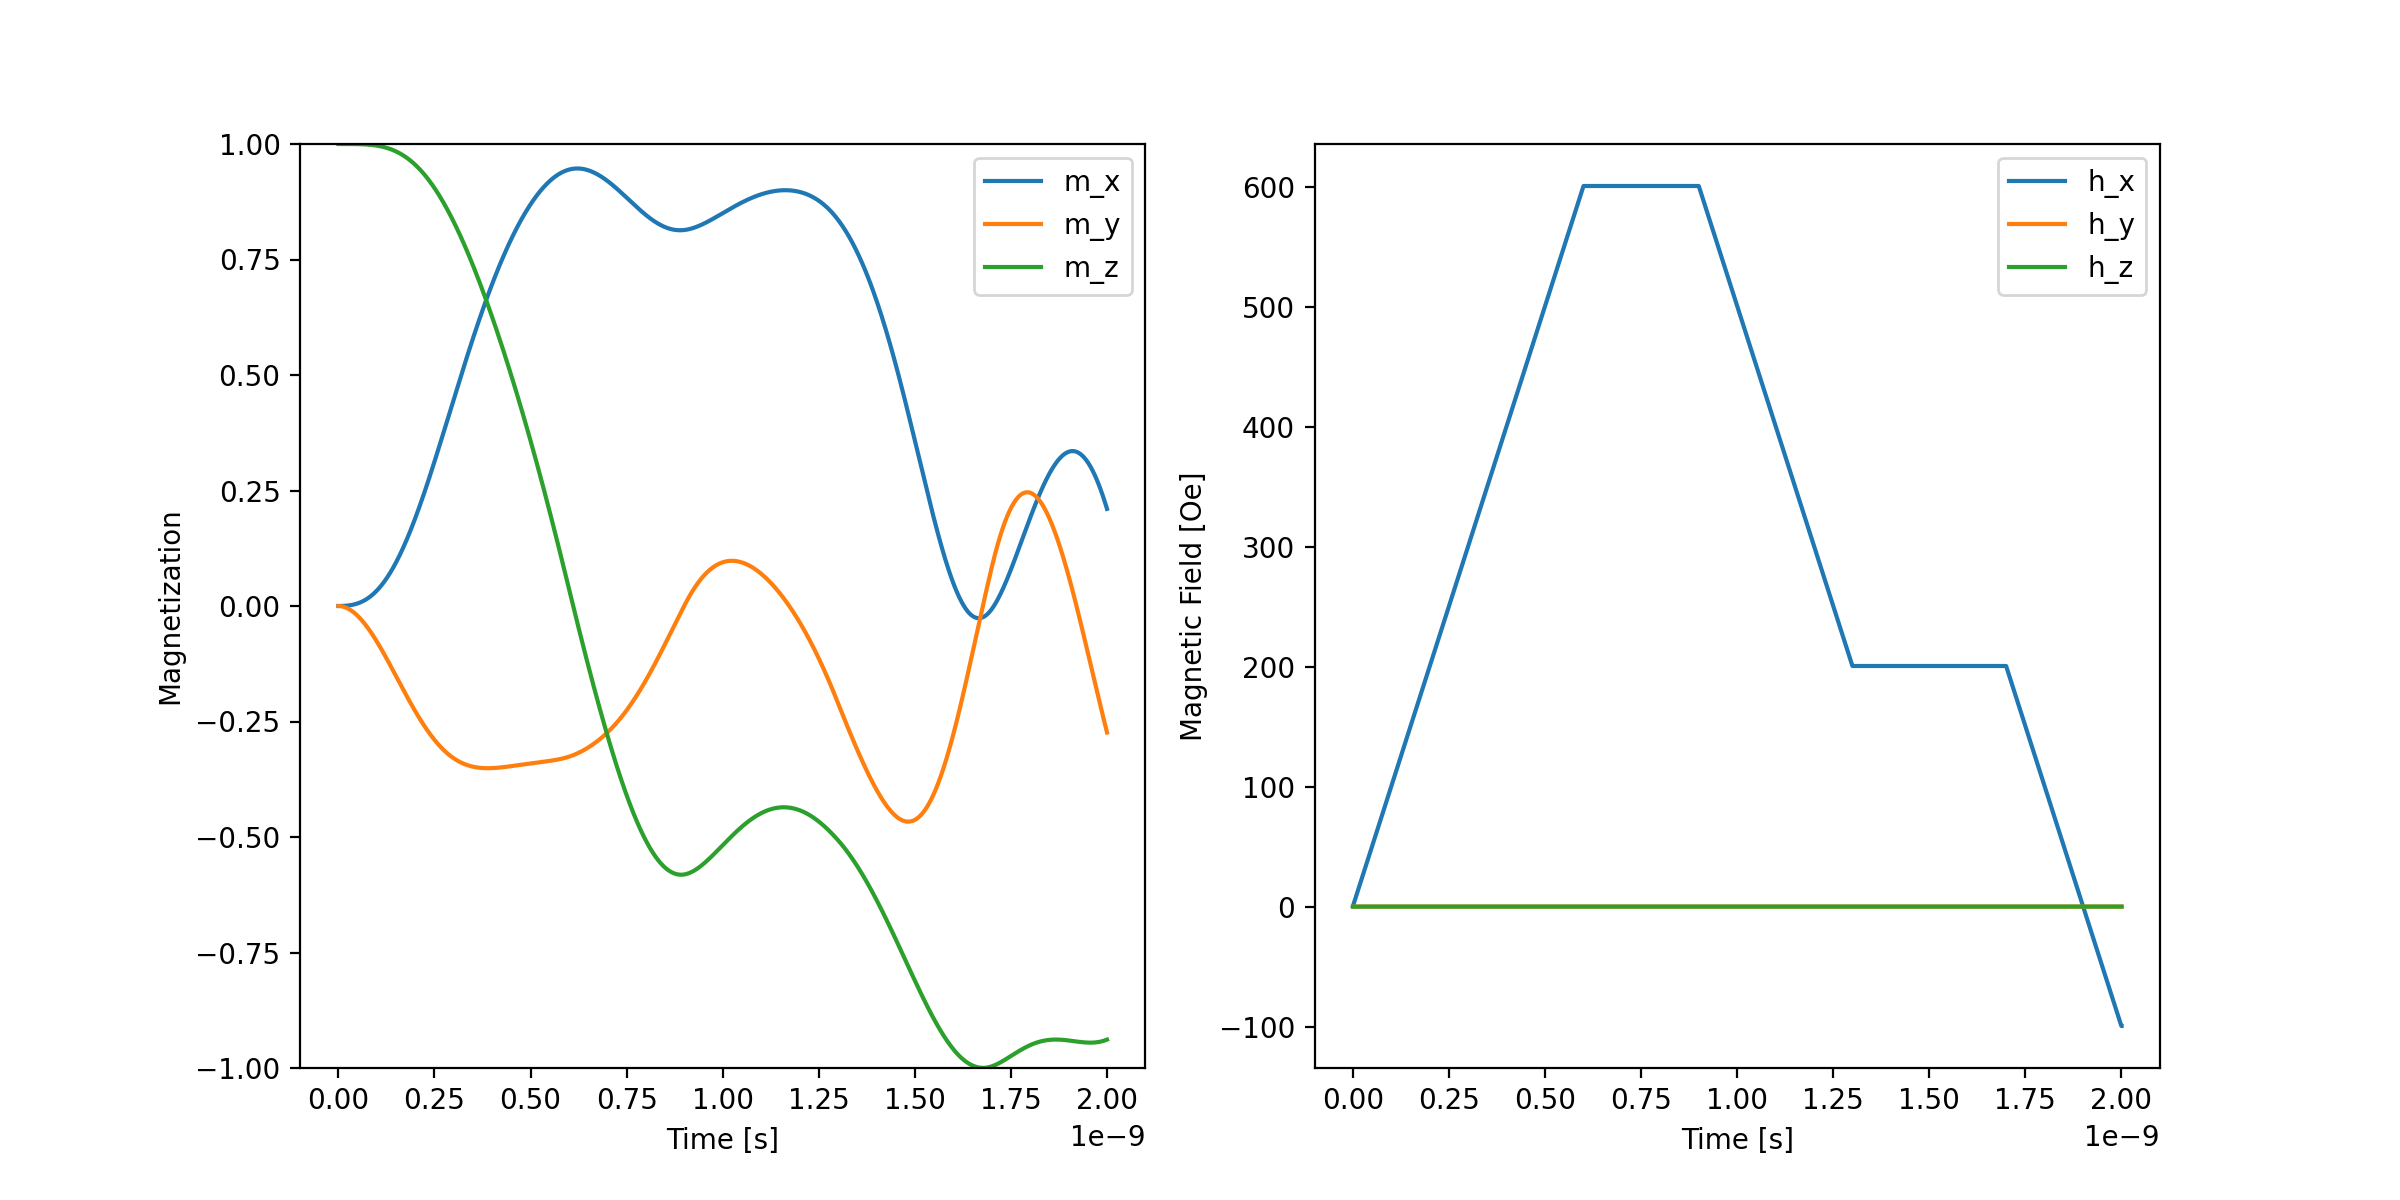 Magnetization
1.00
0.75
0.50
0.25
0.00
−0.25
−0.50
−0.75
−1.00
m_x
m_y
m_z
0.00 0.25 0.50 0.75 1.00 1.25 1.50 1.75 2.00
1e−9
Time [s]
Magnetic Field [Oe]
600
500
400
300
200
100
0
−100
h_x
h_y
h_z
0.00 0.25 0.50 0.75 1.00 1.25 1.50 1.75 2.00
1e−9
Time [s]